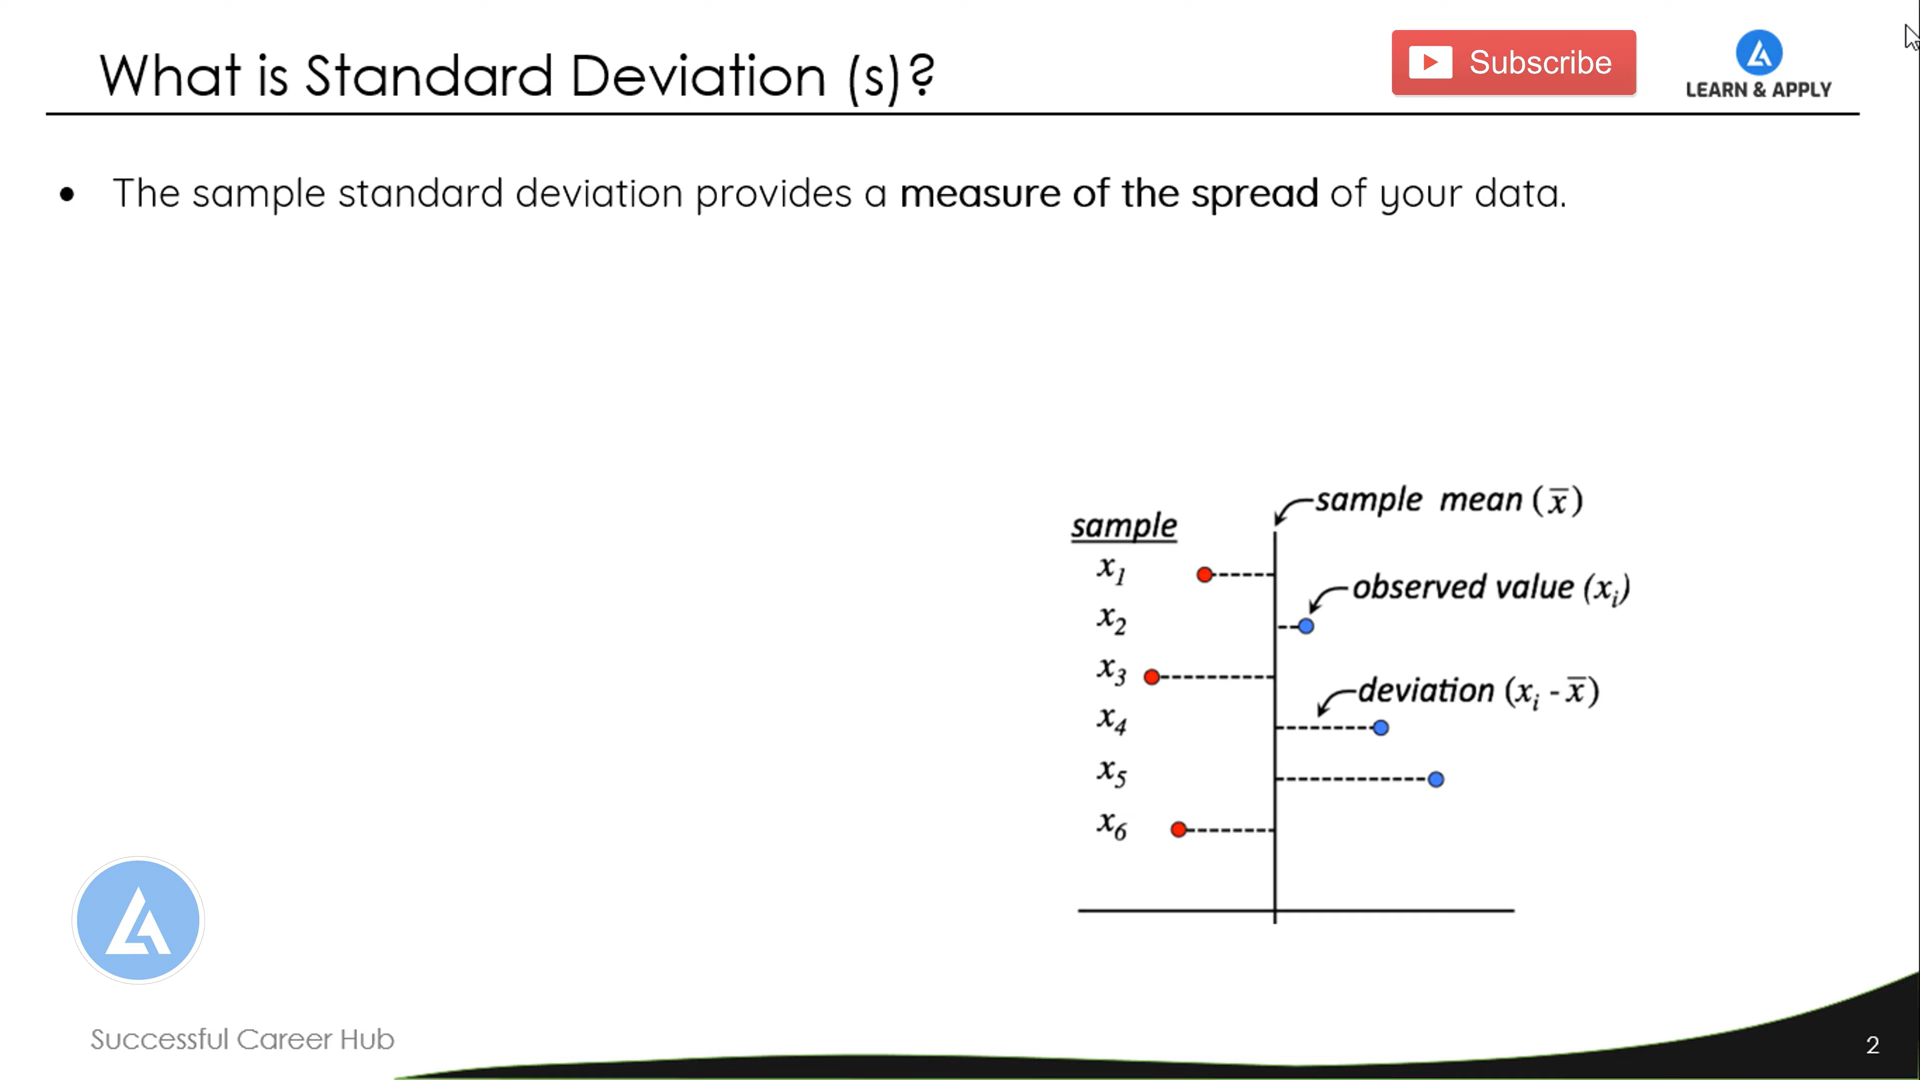 What is Standard Deviation (s)?
Subscribe
LEARN & APPLY
• The sample standard deviation provides a measure of the spread of your data.
sample mean (x̅)
sample
x₁
observed value (xᵢ)
x₂
x₃
deviation (xᵢ - x̅)
x₄
x₅
x₆
Successful Career Hub
2